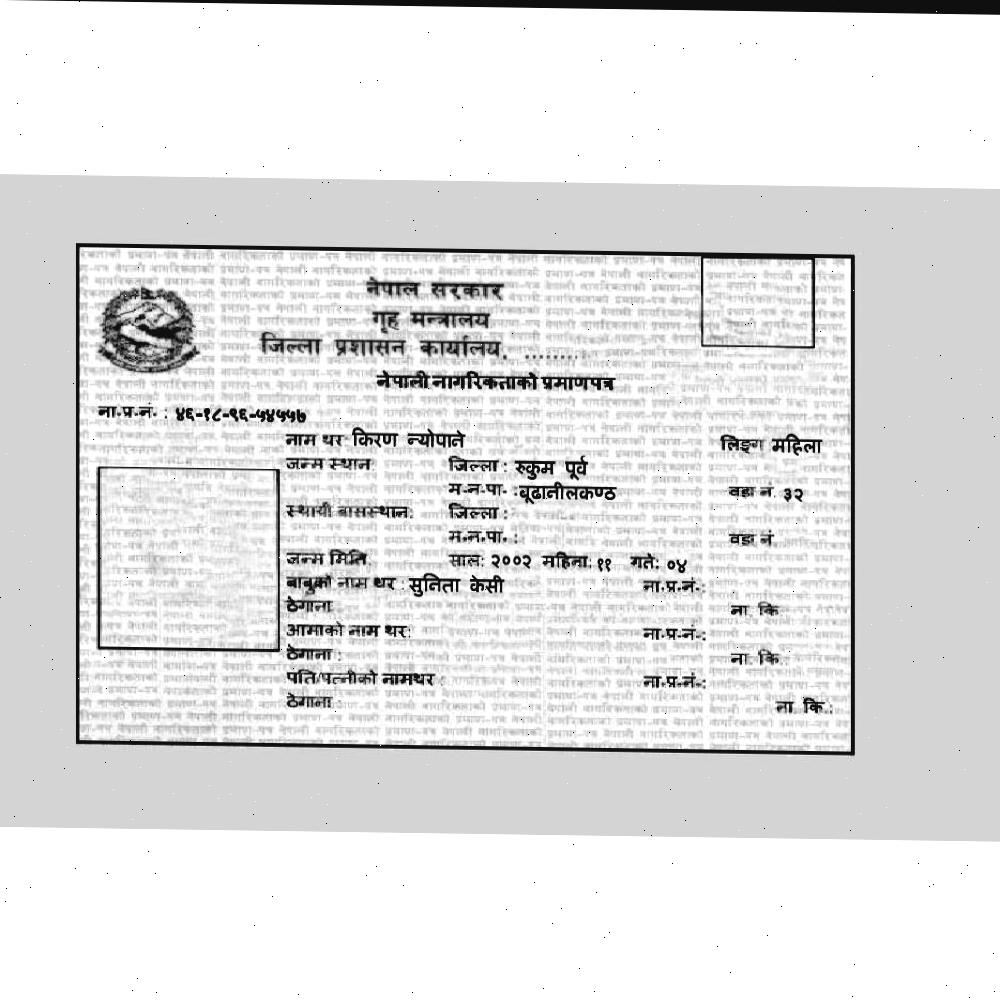 नेपाल सरकार
गृह मन्त्रालय
जिल्ला प्रशासन कार्यालय, .........
नेपाली नागरिकताको प्रमाणपत्र
ना.प्र.नं. : ४६-१८-९६-५४५५७
नाम थर: किरण न्योपाते लिङ्ग महिला
जन्म स्थान: जिल्ला : रुकुम पूर्व
म.न.पा. : बूढानीलकण्ठ वडा नं. ३२
स्थायी बासस्थान: जिल्ला :
म.न.पा. : वडा नं.
जन्म मिति: साल: २००२ महिना: ११ गते: ०४
बाबुको नाम थर : सुनिता केसी ना.प्र.नं.:
ठेगाना : ना. कि.:
आमाको नाम थर: ना.प्र.नं.:
ठेगाना : ना. कि.:
पति/पत्नीको नामथर : ना.प्र.नं.:
ठेगाना : ना. कि.: